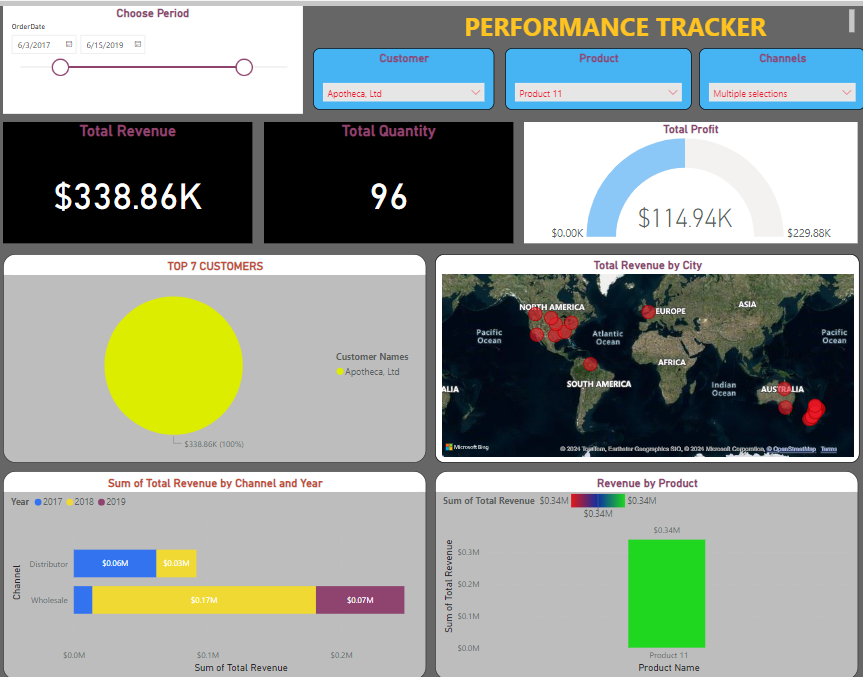 Choose Period
OrderDate
6/3/2017
6/15/2019
PERFORMANCE TRACKER
Customer
Apotheca, Ltd
Product
Product 11
Channels
Multiple selections
Total Revenue
$338.86K
Total Quantity
96
Total Profit
$114.94K
$0.00K
$229.88K
TOP 7 CUSTOMERS
Customer Names
Apotheca, Ltd
$338.86K (100%)
Total Revenue by City
NORTH AMERICA
EUROPE
ASIA
Pacific
Ocean
Atlantic
Ocean
Pacific
Ocean
AFRICA
SOUTH AMERICA
Indian
Ocean
ALIA
AUSTRALIA
Microsoft Bing
© 2024 TomTom, Earthstar Geographics SIO, © 2024 Microsoft Corporation, © OpenStreetMap Terms
Sum of Total Revenue by Channel and Year
Year 2017 2018 2019
Channel
Distributor
$0.06M
$0.03M
Wholesale
$0.17M
$0.07M
$0.0M
$0.1M
$0.2M
Sum of Total Revenue
Revenue by Product
Sum of Total Revenue $0.34M $0.34M
$0.34M
$0.34M
Sum of Total Revenue
$0.3M
$0.2M
$0.1M
$0.0M
Product 11
Product Name